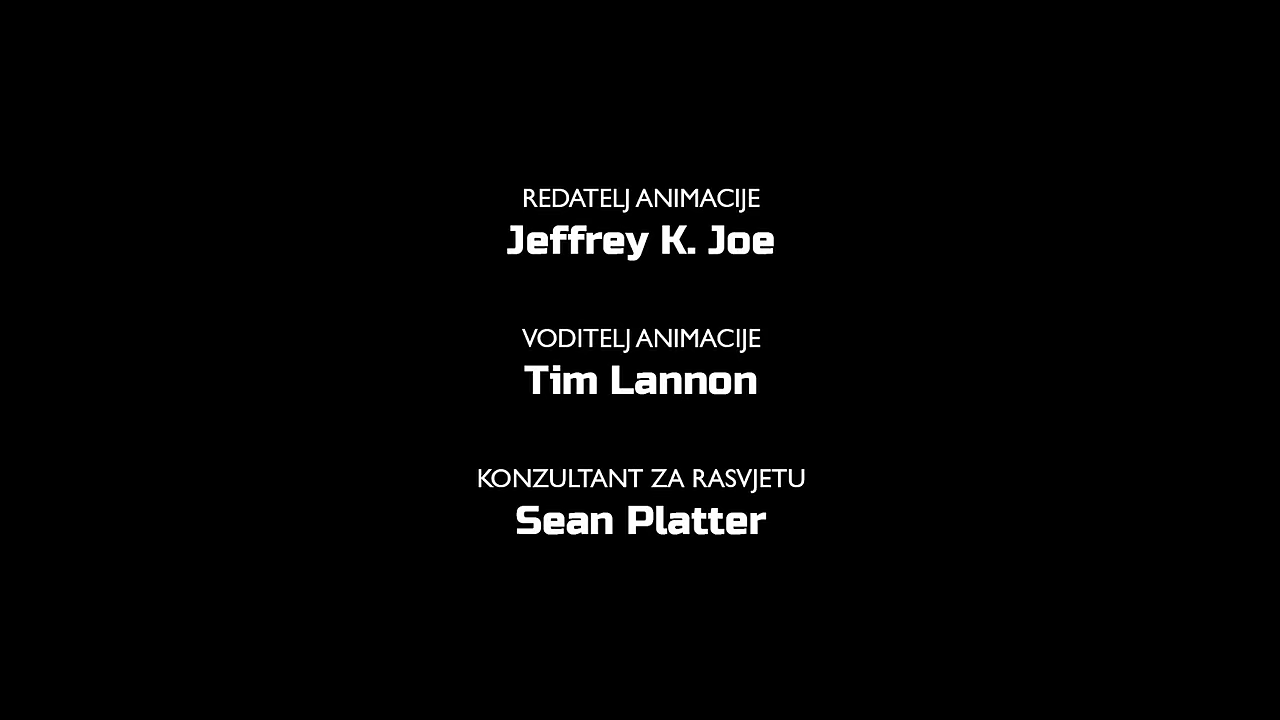 REDATELJ ANIMACIJE
Jeffrey K. Joe
VODITELJ ANIMACIJE
Tim Lannon
KONZULTANT ZA RASVJETU
Sean Platter